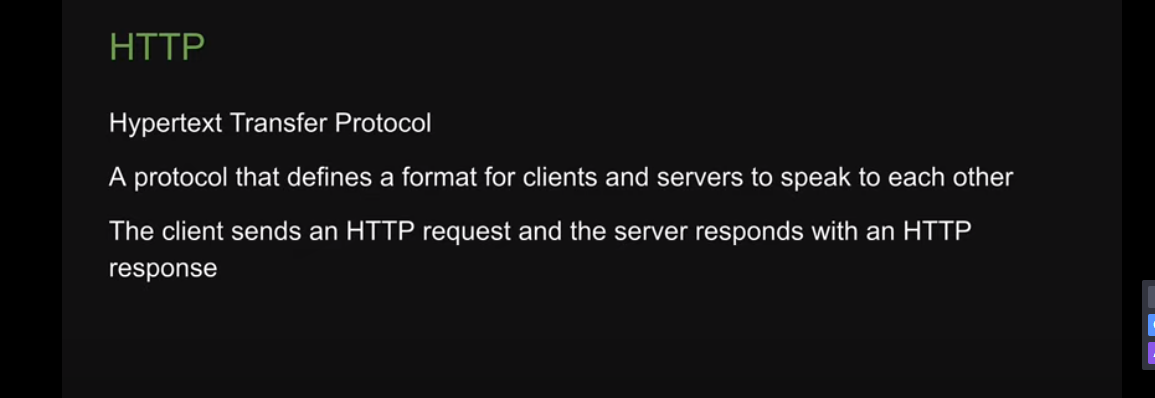 HTTP
Hypertext Transfer Protocol
A protocol that defines a format for clients and servers to speak to each other
The client sends an HTTP request and the server responds with an HTTP
response